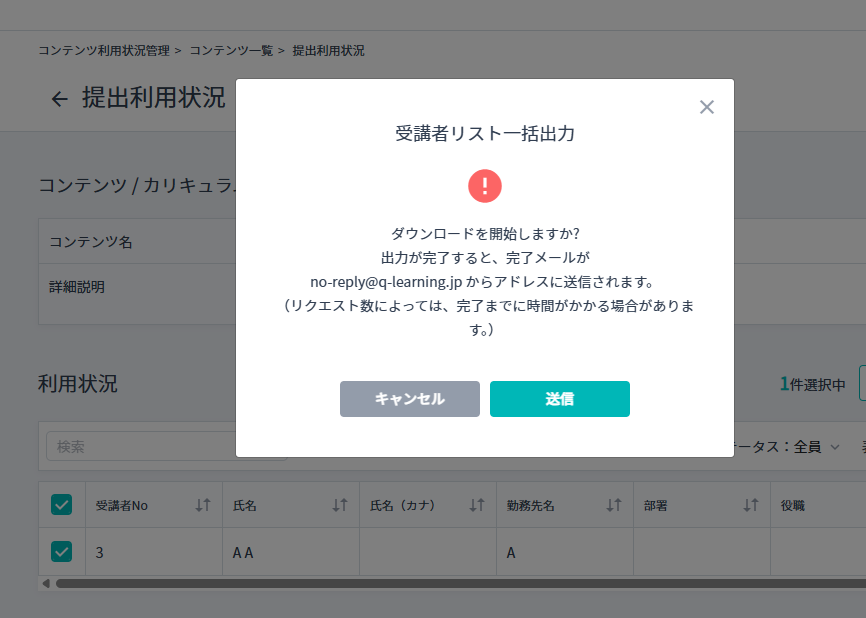 コンテンツ利用状況管理 > コンテンツ一覧 > 提出利用状況
← 提出利用状況
受講者リスト一括出力
ダウンロードを開始しますか?
出力が完了すると、完了メールが
no-reply@q-learning.jp からアドレスに送信されます。
（リクエスト数によっては、完了までに時間がかかる場合がありま
す。）
キャンセル 送信
コンテンツ / カリキュラ
コンテンツ名
詳細説明
利用状況
1件選択中
検索
ータス：全員
受講者No 氏名 氏名（カナ） 勤務先名 部署 役職
3 A A A